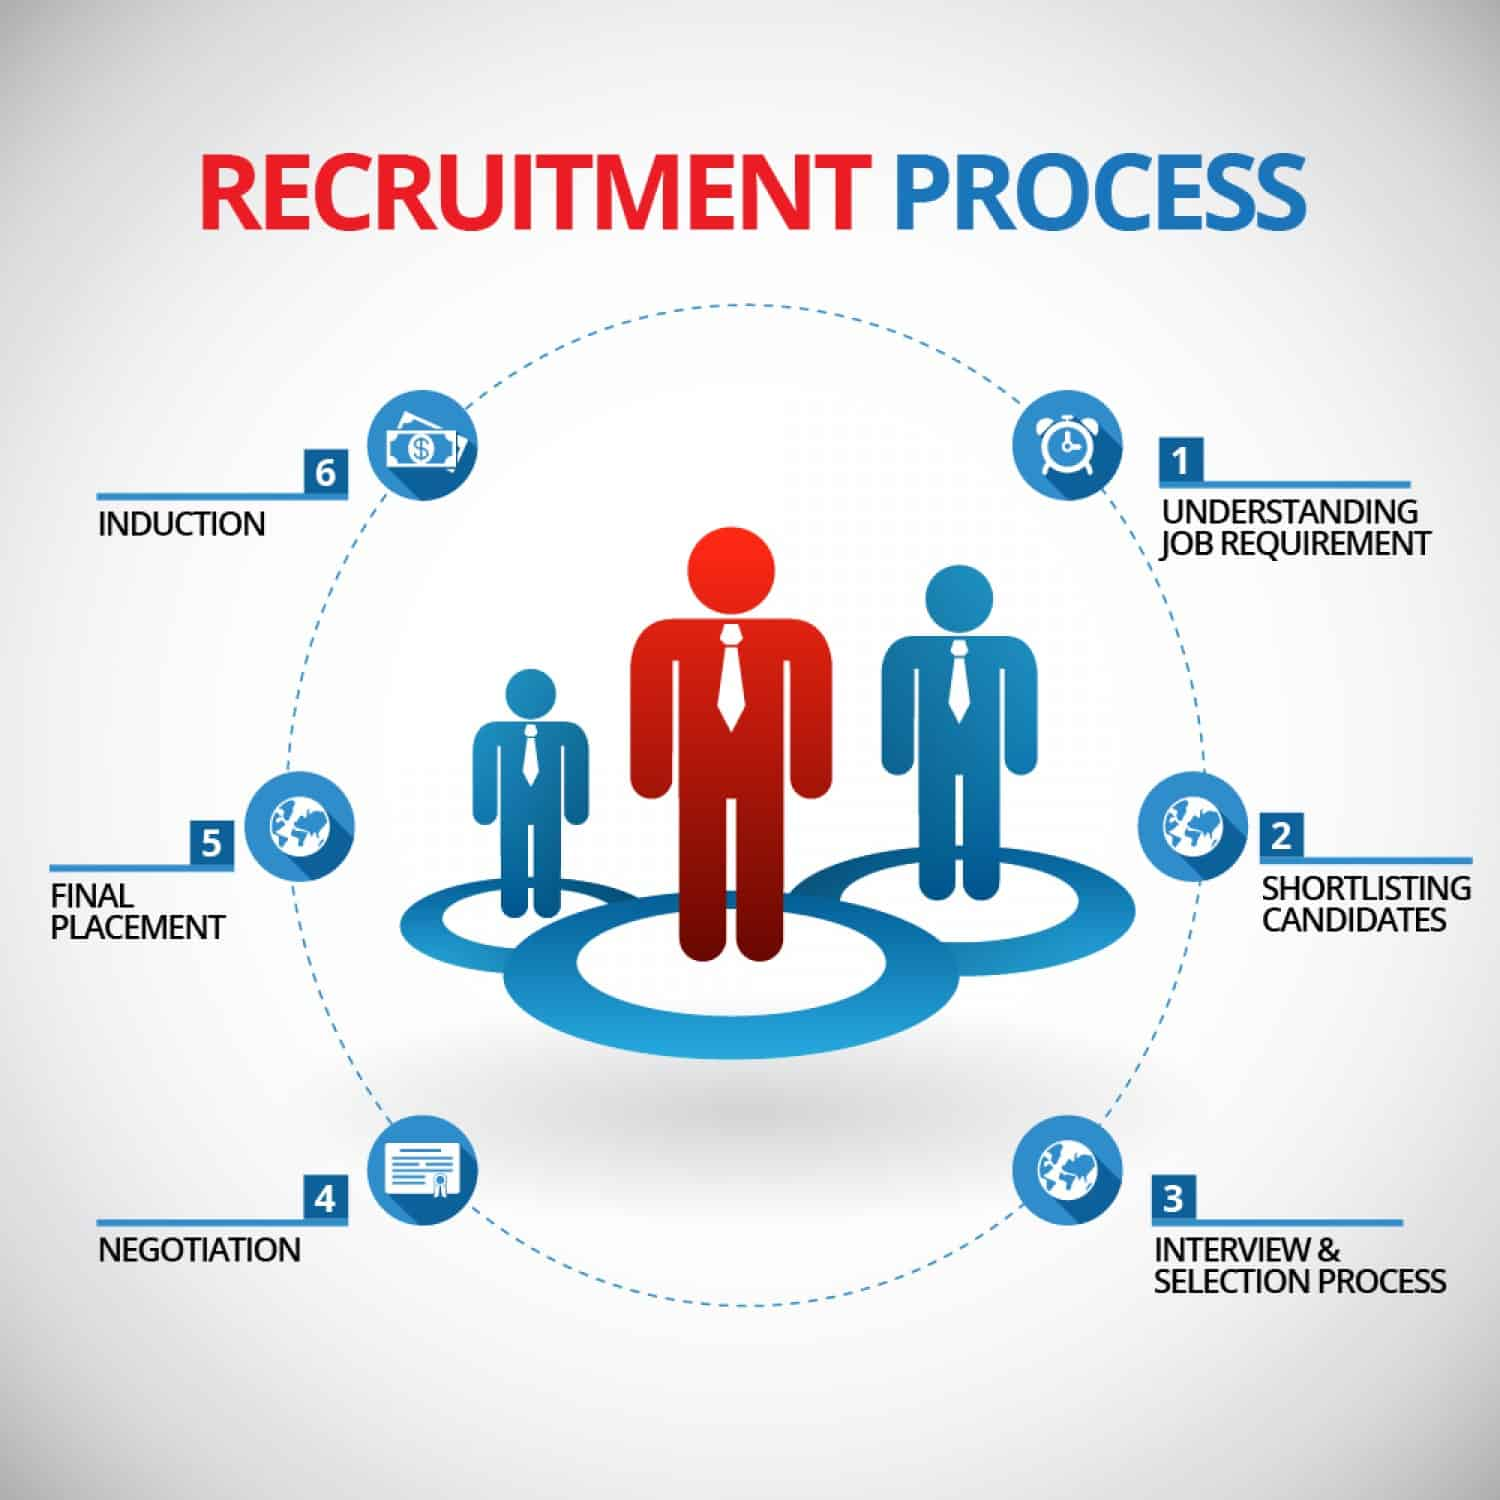 RECRUITMENT PROCESS
1
UNDERSTANDING
JOB REQUIREMENT
2
SHORTLISTING
CANDIDATES
3
INTERVIEW &
SELECTION PROCESS
4
NEGOTIATION
5
FINAL
PLACEMENT
6
INDUCTION
$